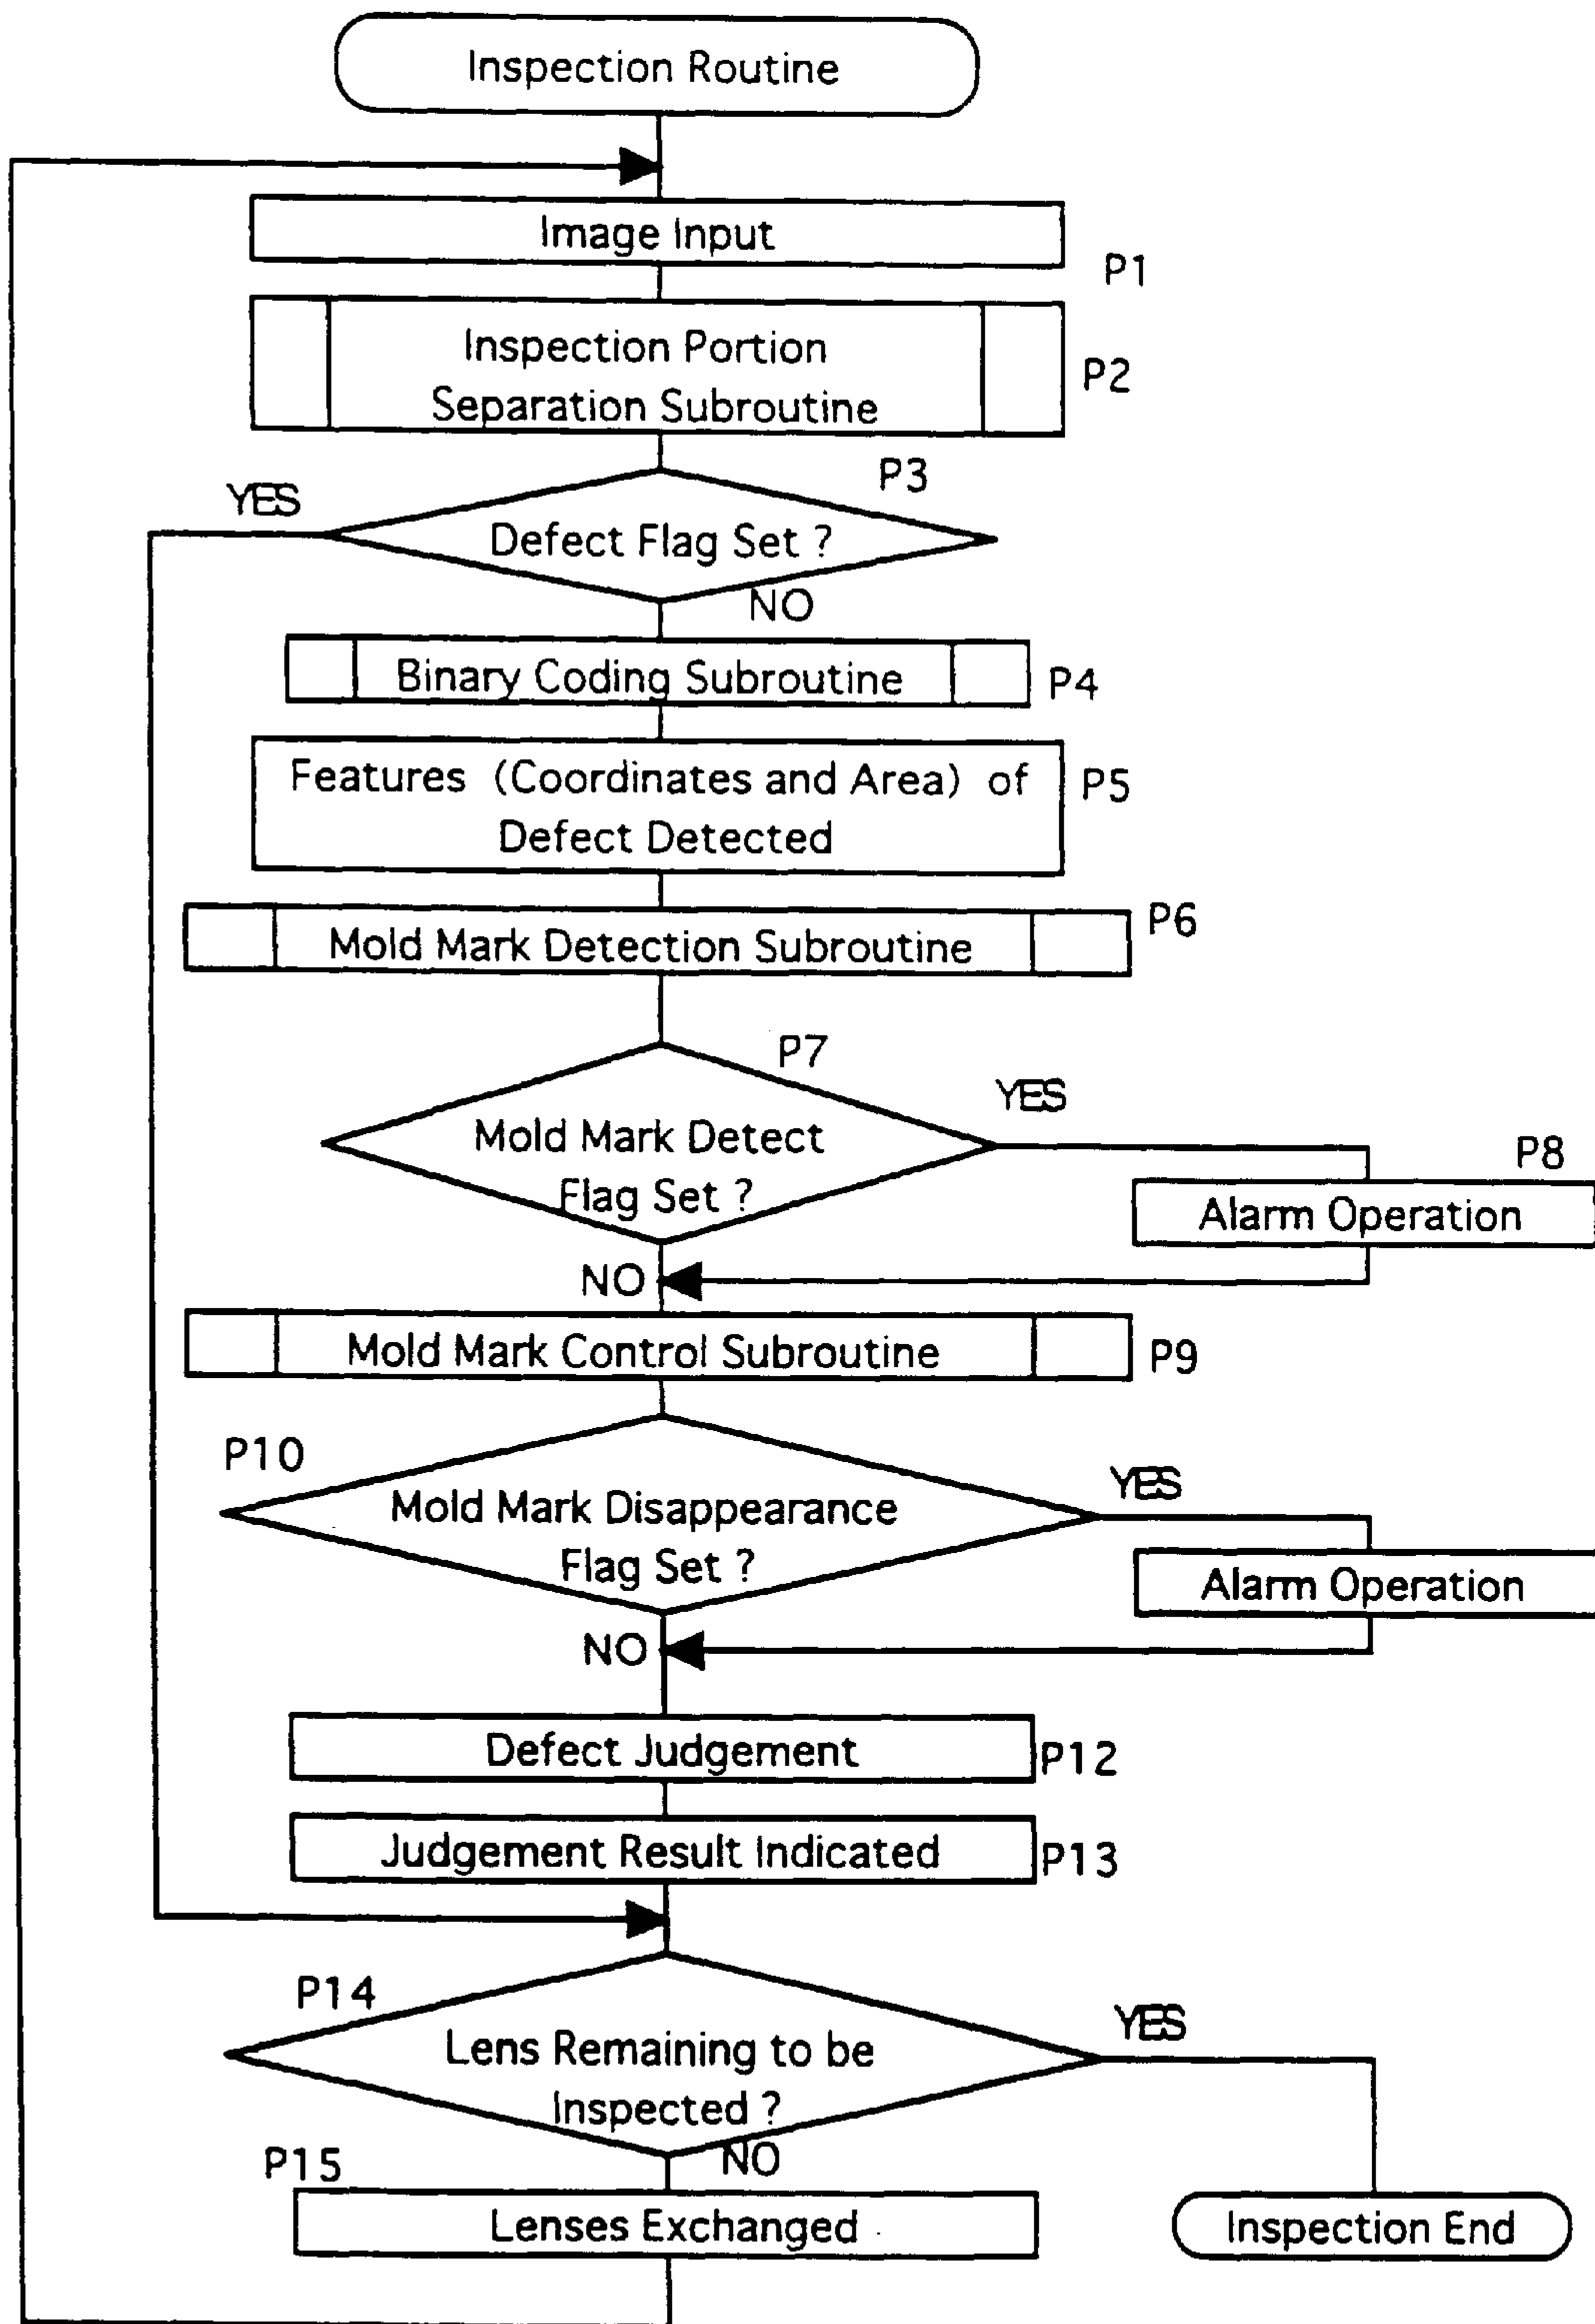 Inspection Routine
Image Input
P1
Inspection Portion
Separation Subroutine
P2
P3
YES
Defect Flag Set ?
NO
Binary Coding Subroutine
P4
Features (Coordinates and Area) of
Defect Detected
P5
P6
Mold Mark Detection Subroutine
P7
YES
Mold Mark Detect
Flag Set ?
P8
Alarm Operation
NO
Mold Mark Control Subroutine
P9
P10
YES
Mold Mark Disappearance
Flag Set ?
Alarm Operation
NO
Defect Judgement
P12
Judgement Result Indicated
P13
P14
YES
Lens Remaining to be
Inspected ?
NO
P15
Lenses Exchanged
Inspection End